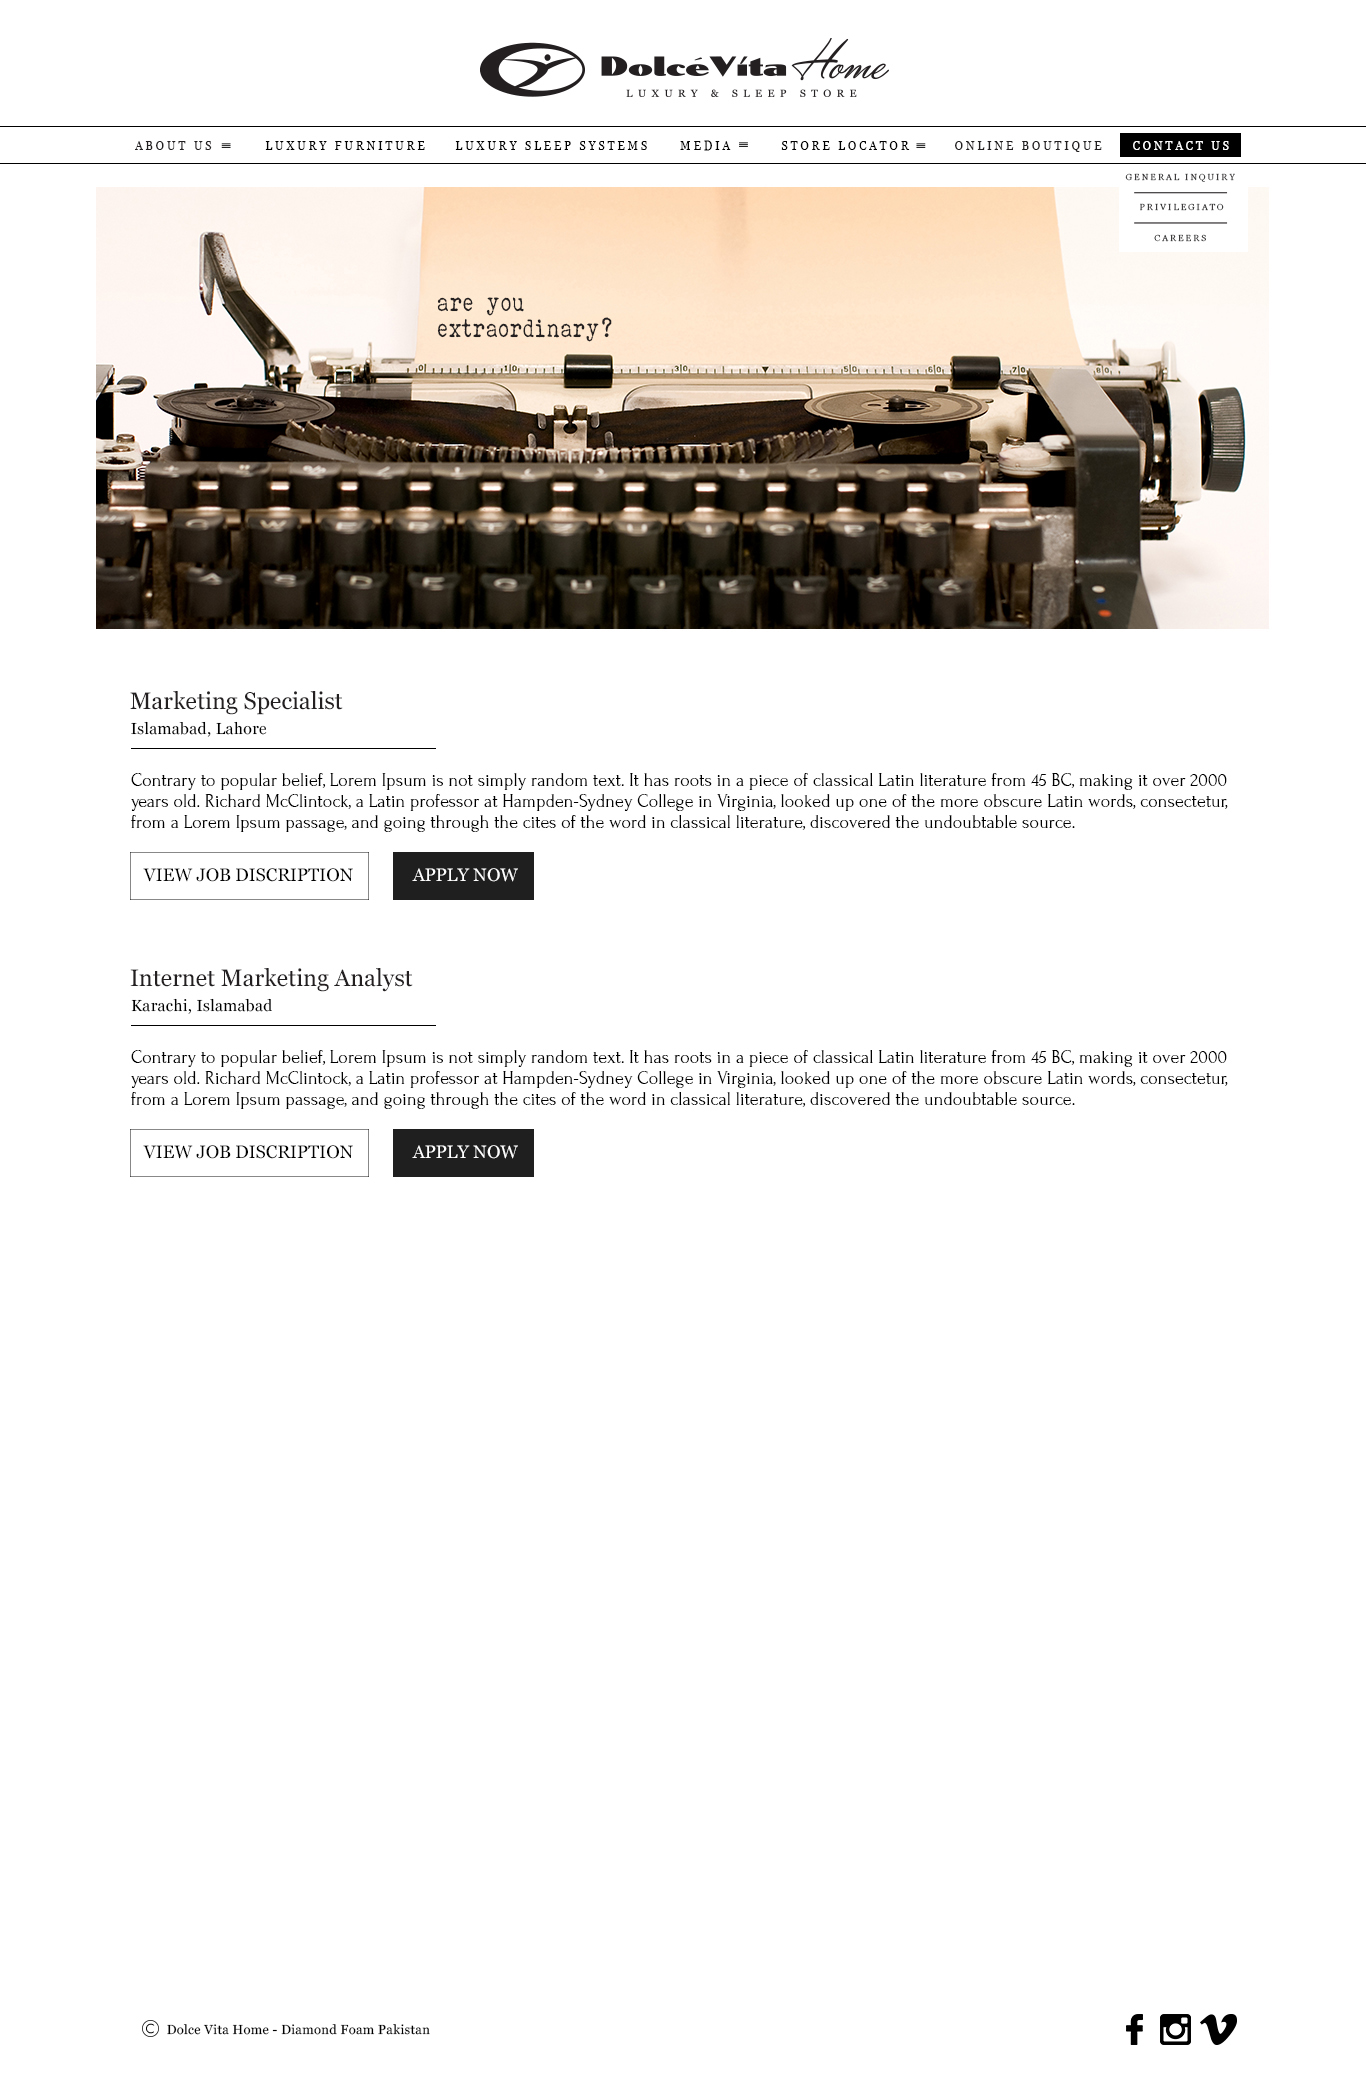 DolcéVita Home
LUXURY & SLEEP STORE
ABOUT US LUXURY FURNITURE LUXURY SLEEP SYSTEMS MEDIA STORE LOCATOR ONLINE BOUTIQUE CONTACT US
GENERAL INQUIRY
PRIVILEGIATO
CAREERS
are you
extraordinary?
Marketing Specialist
Islamabad, Lahore
Contrary to popular belief, Lorem Ipsum is not simply random text. It has roots in a piece of classical Latin literature from 45 BC, making it over 2000
years old. Richard McClintock, a Latin professor at Hampden-Sydney College in Virginia, looked up one of the more obscure Latin words, consectetur,
from a Lorem Ipsum passage, and going through the cites of the word in classical literature, discovered the undoubtable source.
VIEW JOB DISCRIPTION APPLY NOW
Internet Marketing Analyst
Karachi, Islamabad
Contrary to popular belief, Lorem Ipsum is not simply random text. It has roots in a piece of classical Latin literature from 45 BC, making it over 2000
years old. Richard McClintock, a Latin professor at Hampden-Sydney College in Virginia, looked up one of the more obscure Latin words, consectetur,
from a Lorem Ipsum passage, and going through the cites of the word in classical literature, discovered the undoubtable source.
VIEW JOB DISCRIPTION APPLY NOW
© Dolce Vita Home - Diamond Foam Pakistan